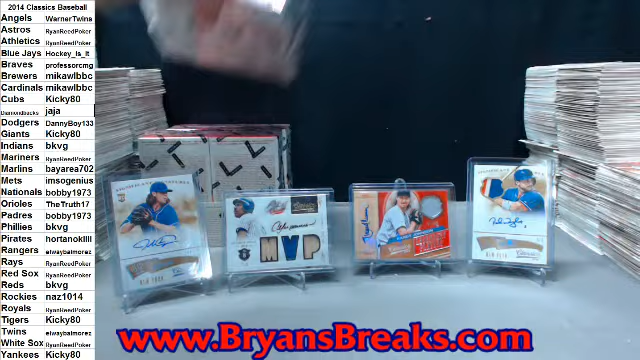 2014 Classics Baseball
Angels WarnerTwins
Astros RyanReedPoker
Athletics RyanReedPoker
Blue Jays Hockey_Is_It
Braves professorcmg
Brewers mikawlbbc
Cardinals mikawlbbc
Cubs Kicky80
Diamondbacks jaja
Dodgers DannyBoy133
Giants Kicky80
Indians bkvg
Mariners RyanReedPoker
Marlins bayarea702
Mets imsogenius
Nationals bobby1973
Orioles TheTruth17
Padres bobby1973
Phillies bkvg
Pirates
Rangers elwaybalmorez
Rays RyanReedPoker
Red Sox RyanReedPoker
Reds bkvg
Rockies naz1014
Royals RyanReedPoker
Tigers Kicky80
Twins elwaybalmorez
White Sox RyanReedPoker
Yankees Kicky80
MVP
www.BryansBreaks.com